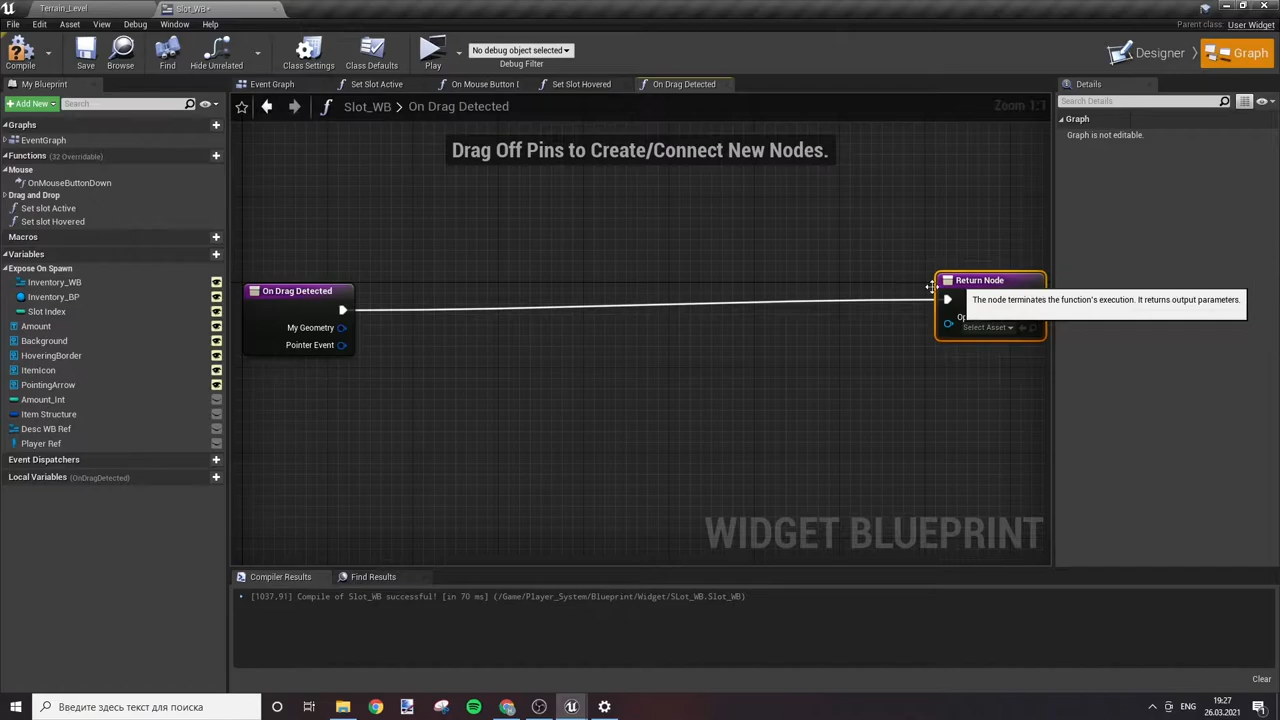 Terrain_Level
Slot_WB*
File Edit Asset View Debug Window Help
Parent class: User Widget
Compile
Save
Browse
Find
Hide Unrelated
Class Settings
Class Defaults
Play
No debug object selected
Debug Filter
Designer
Graph
My Blueprint
Event Graph
Set Slot Active
On Mouse Button I
Set Slot Hovered
On Drag Detected
Details
Add New
Search
Slot_WB > On Drag Detected
Zoom 1:1
Search Details
Graphs
EventGraph
Functions (32 Overridable)
Mouse
OnMouseButtonDown
Drag and Drop
Set slot Active
Set slot Hovered
Macros
Variables
Expose On Spawn
Inventory_WB
Inventory_BP
Slot Index
Amount
Background
HoveringBorder
ItemIcon
PointingArrow
Amount_Int
Item Structure
Desc WB Ref
Player Ref
Event Dispatchers
Local Variables (OnDragDetected)
Drag Off Pins to Create/Connect New Nodes.
On Drag Detected
My Geometry
Pointer Event
Return Node
The node terminates the function's execution. It returns output parameters.
Op
Select Asset
WIDGET BLUEPRINT
Graph
Graph is not editable.
Compiler Results
Find Results
[1037,91] Compile of Slot_WB successful! [in 70 ms] (/Game/Player_System/Blueprint/Widget/SLot_WB.Slot_WB)
Clear
Введите здесь текст для поиска
ENG
19:27
26.03.2021